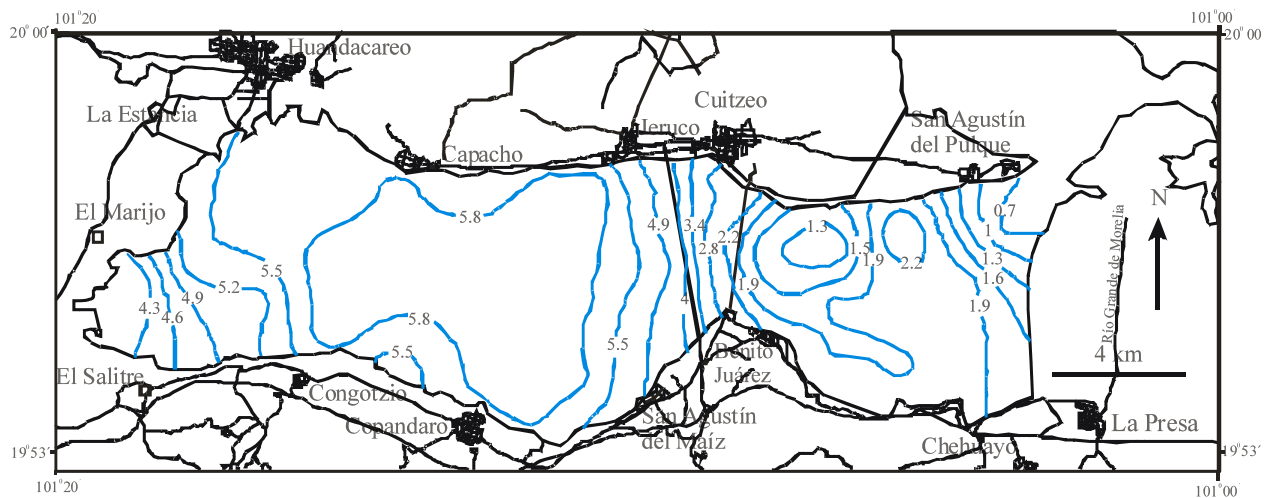 101°20'
101°00'
20°00'
20°00'
Huandacareo
La Estancia
Cuitzeo
Jeruco
San Agustín
del Pulque
Capacho
El Marijo
N
Río Grande de Morelia
5.8
4.9
3.4
2.8
2.2
1.3
1.5
1.9
2.2
0.7
1
1.3
1.6
1.9
1.9
4
5.5
5.2
4.9
4.6
4.3
5.8
5.5
5.5
4 km
El Salitre
Congotzio
Copandaro
Benito
Juárez
San Agustín
del Maíz
Chehuayo
La Presa
19°53'
19°53'
101°20'
101°00'